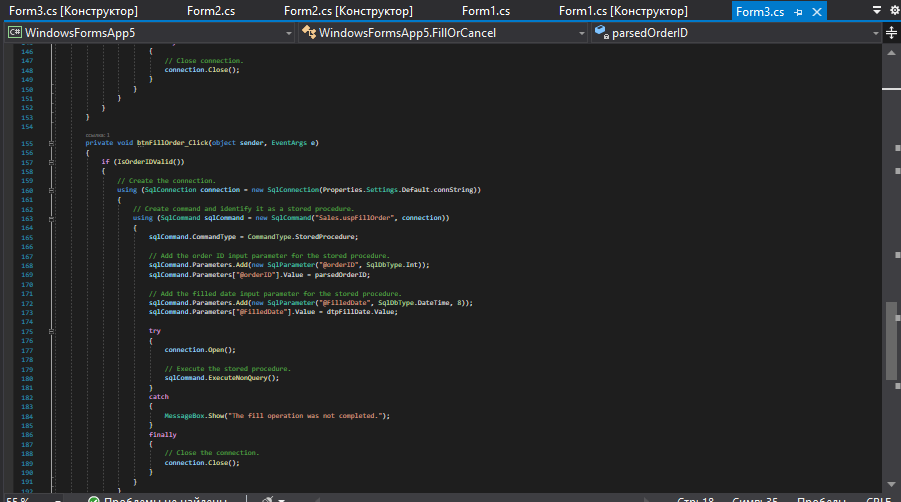 Form3.cs [Конструктор] Form2.cs Form2.cs [Конструктор] Form1.cs Form1.cs [Конструктор] Form3.cs
WindowsFormsApp5 WindowsFormsApp5.FillOrCancel parsedOrderID
146 {
147 // Close connection.
148 connection.Close();
149 }
150 }
151 }
152 }
153 }
154
155 private void btnFillOrder_Click(object sender, EventArgs e)
156 {
157 if (IsOrderIDValid())
158 {
159 // Create the connection.
160 using (SqlConnection connection = new SqlConnection(Properties.Settings.Default.connString))
161 {
162 // Create command and identify it as a stored procedure.
163 using (SqlCommand sqlCommand = new SqlCommand("Sales.uspFillOrder", connection))
164 {
165 sqlCommand.CommandType = CommandType.StoredProcedure;
166
167 // Add the order ID input parameter for the stored procedure.
168 sqlCommand.Parameters.Add(new SqlParameter("@orderID", SqlDbType.Int));
169 sqlCommand.Parameters["@orderID"].Value = parsedOrderID;
170
171 // Add the filled date input parameter for the stored procedure.
172 sqlCommand.Parameters.Add(new SqlParameter("@FilledDate", SqlDbType.DateTime, 8));
173 sqlCommand.Parameters["@FilledDate"].Value = dtpFillDate.Value;
174
175 try
176 {
177 connection.Open();
178
179 // Execute the stored procedure.
180 sqlCommand.ExecuteNonQuery();
181 }
182 catch
183 {
184 MessageBox.Show("The fill operation was not completed.");
185 }
186 finally
187 {
188 // Close the connection.
189 connection.Close();
190 }
191 }
192 }
55 % Проблемы не найдены Стр: 18 Симв: 35 Пробелы CRLF